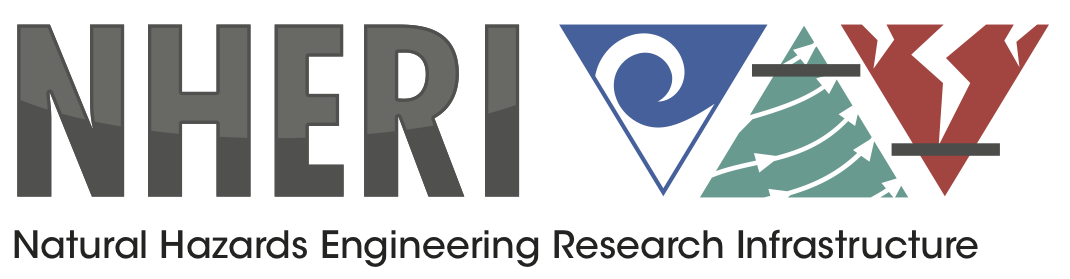 NHERI
Natural Hazards Engineering Research Infrastructure